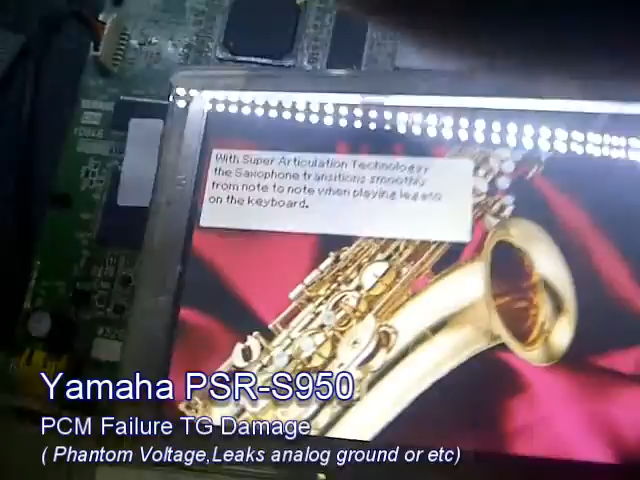 With Super Articulation Technology,
the Saxophone transitions smoothly
from note to note when playing legato
on the keyboard.
Yamaha PSR-S950
PCM Failure TG Damage
( Phantom Voltage,Leaks analog ground or etc)